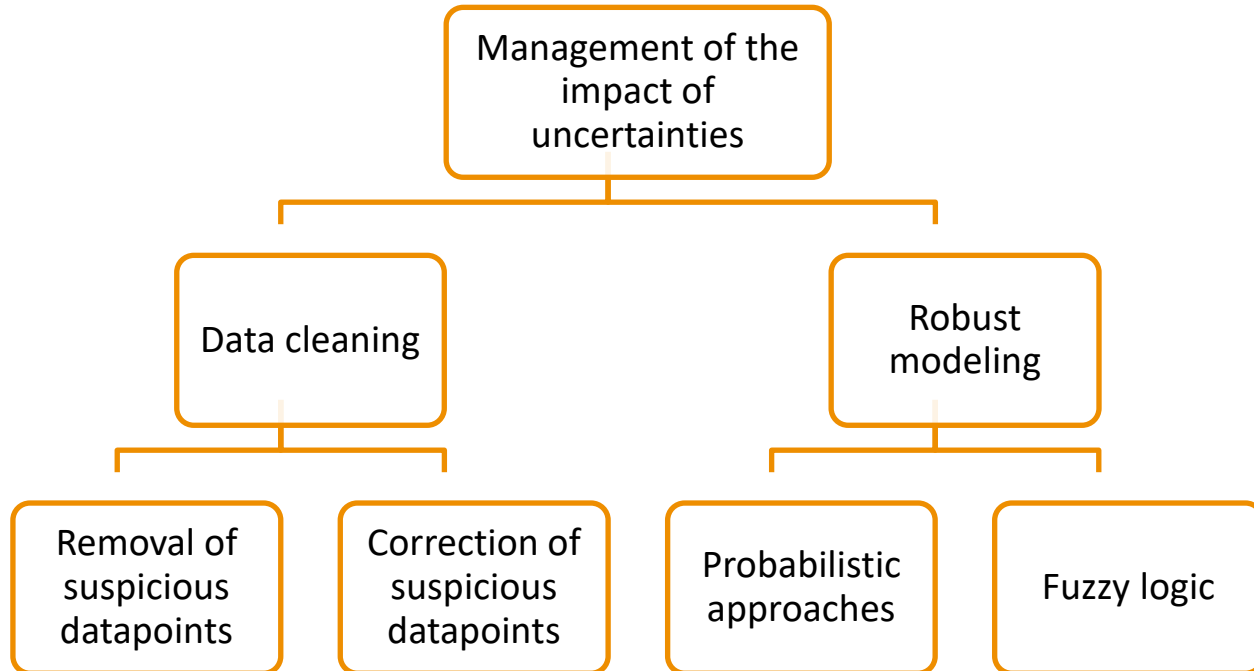 Management of the
impact of
uncertainties
Data cleaning
Robust
modeling
Removal of
suspicious
datapoints
Correction of
suspicious
datapoints
Probabilistic
approaches
Fuzzy logic